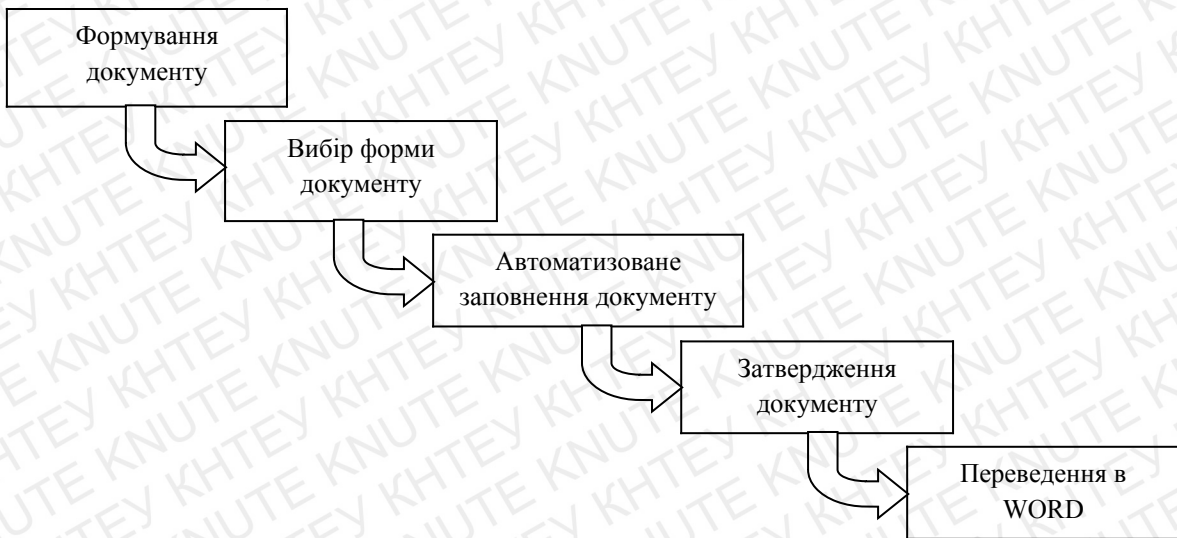 Формування
документу
Вибір форми
документу
Автоматизоване
заповнення документу
Затвердження
документу
Переведення в
WORD